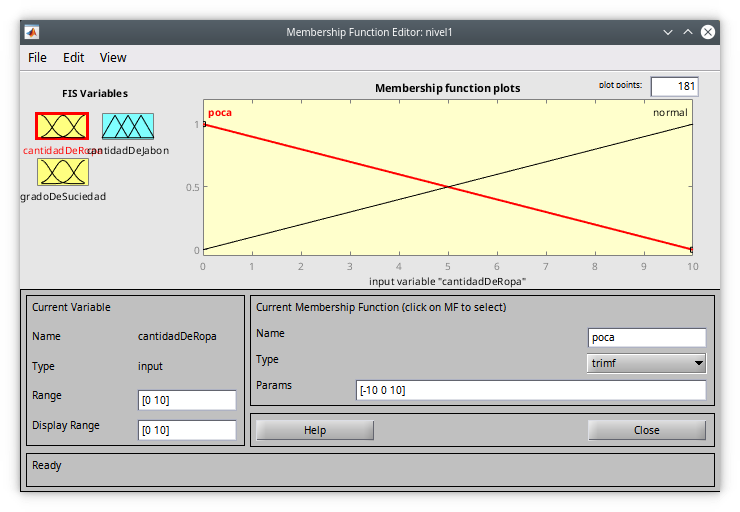 Membership Function Editor: nivel1
File Edit View
FIS Variables
cantidadDeRopa
cantidadDeJabon
gradoDeSuciedad
Membership function plots
plot points:
181
poca
normal
1
0.5
0
0 1 2 3 4 5 6 7 8 9 10
input variable "cantidadDeRopa"
Current Variable
Name cantidadDeRopa
Type input
Range [0 10]
Display Range [0 10]
Current Membership Function (click on MF to select)
Name poca
Type trimf
Params [-10 0 10]
Help Close
Ready